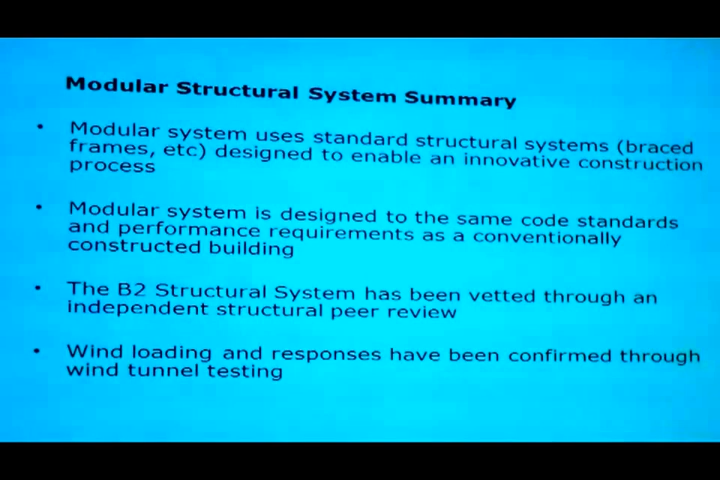 Modular Structural System Summary
• Modular system uses standard structural systems (braced
frames, etc) designed to enable an innovative construction
process
• Modular system is designed to the same code standards
and performance requirements as a conventionally
constructed building
• The B2 Structural System has been vetted through an
independent structural peer review
• Wind loading and responses have been confirmed through
wind tunnel testing